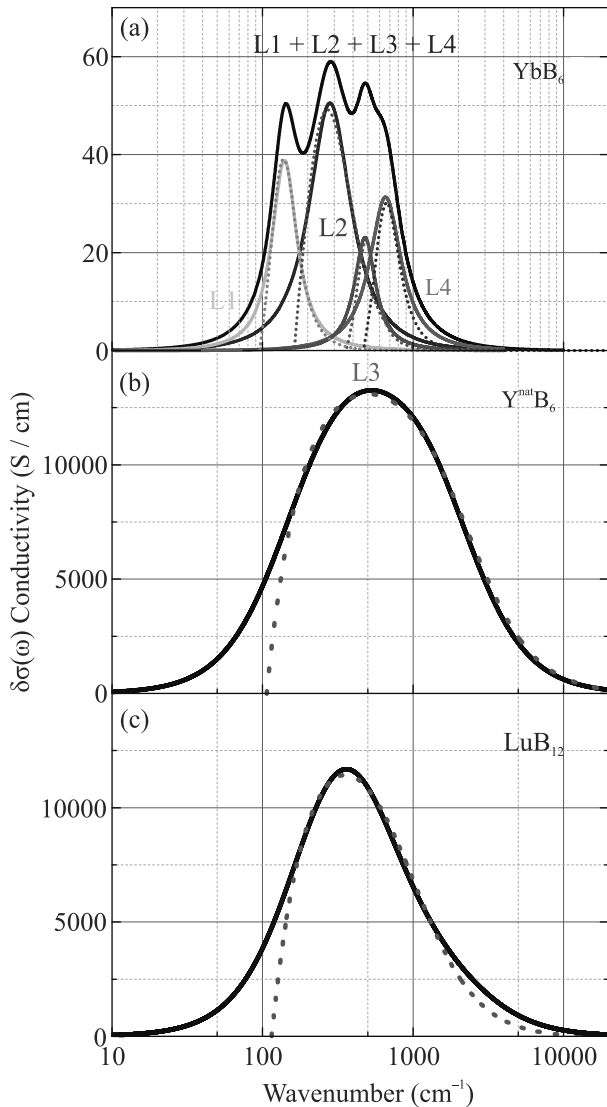 (a)
L1 + L2 + L3 + L4
YbB₆
60
40
20
0
L1
L2
L4
(b)
L3
YⁿᵃᵗB₆
10000
5000
0
δσ(ω) Conductivity (S / cm)
(c)
LuB₁₂
10000
5000
0
10 100 1000 10000
Wavenumber (cm⁻¹)